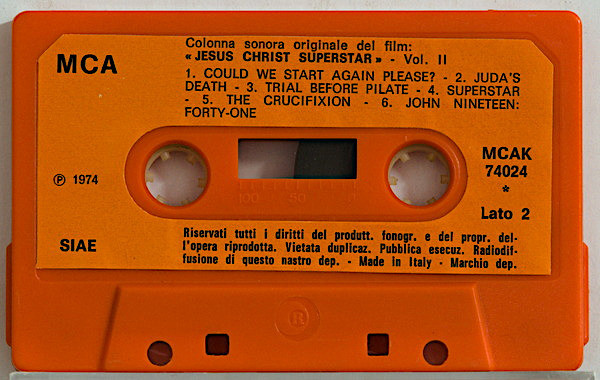 Colonna sonora originale del film:
« JESUS CHRIST SUPERSTAR » - Vol. II
MCA
1. COULD WE START AGAIN PLEASE? - 2. JUDA'S
DEATH - 3. TRIAL BEFORE PILATE - 4. SUPERSTAR
- 5. THE CRUCIFIXION - 6. JOHN NINETEEN:
FORTY-ONE
MCAK
74024
*
℗ 1974
100 50
Lato 2
SIAE
Riservati tutti i diritti del produtt. fonogr. e del propr. del-
l'opera riprodotta. Vietata duplicaz. Pubblica esecuz. Radiodif-
fusione di questo nastro dep. - Made In Italy - Marchio dep.
®